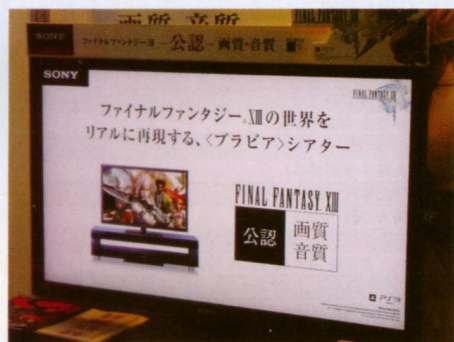 画質 音質
SONY ファイナルファンタジーXIII －公認－ 画質・音質
SONY
FINAL FANTASY XIII
ファイナルファンタジー®XIIIの世界を
リアルに再現する、〈ブラビア〉シアター
FINAL FANTASY XIII
公認 画質
音質
PS3